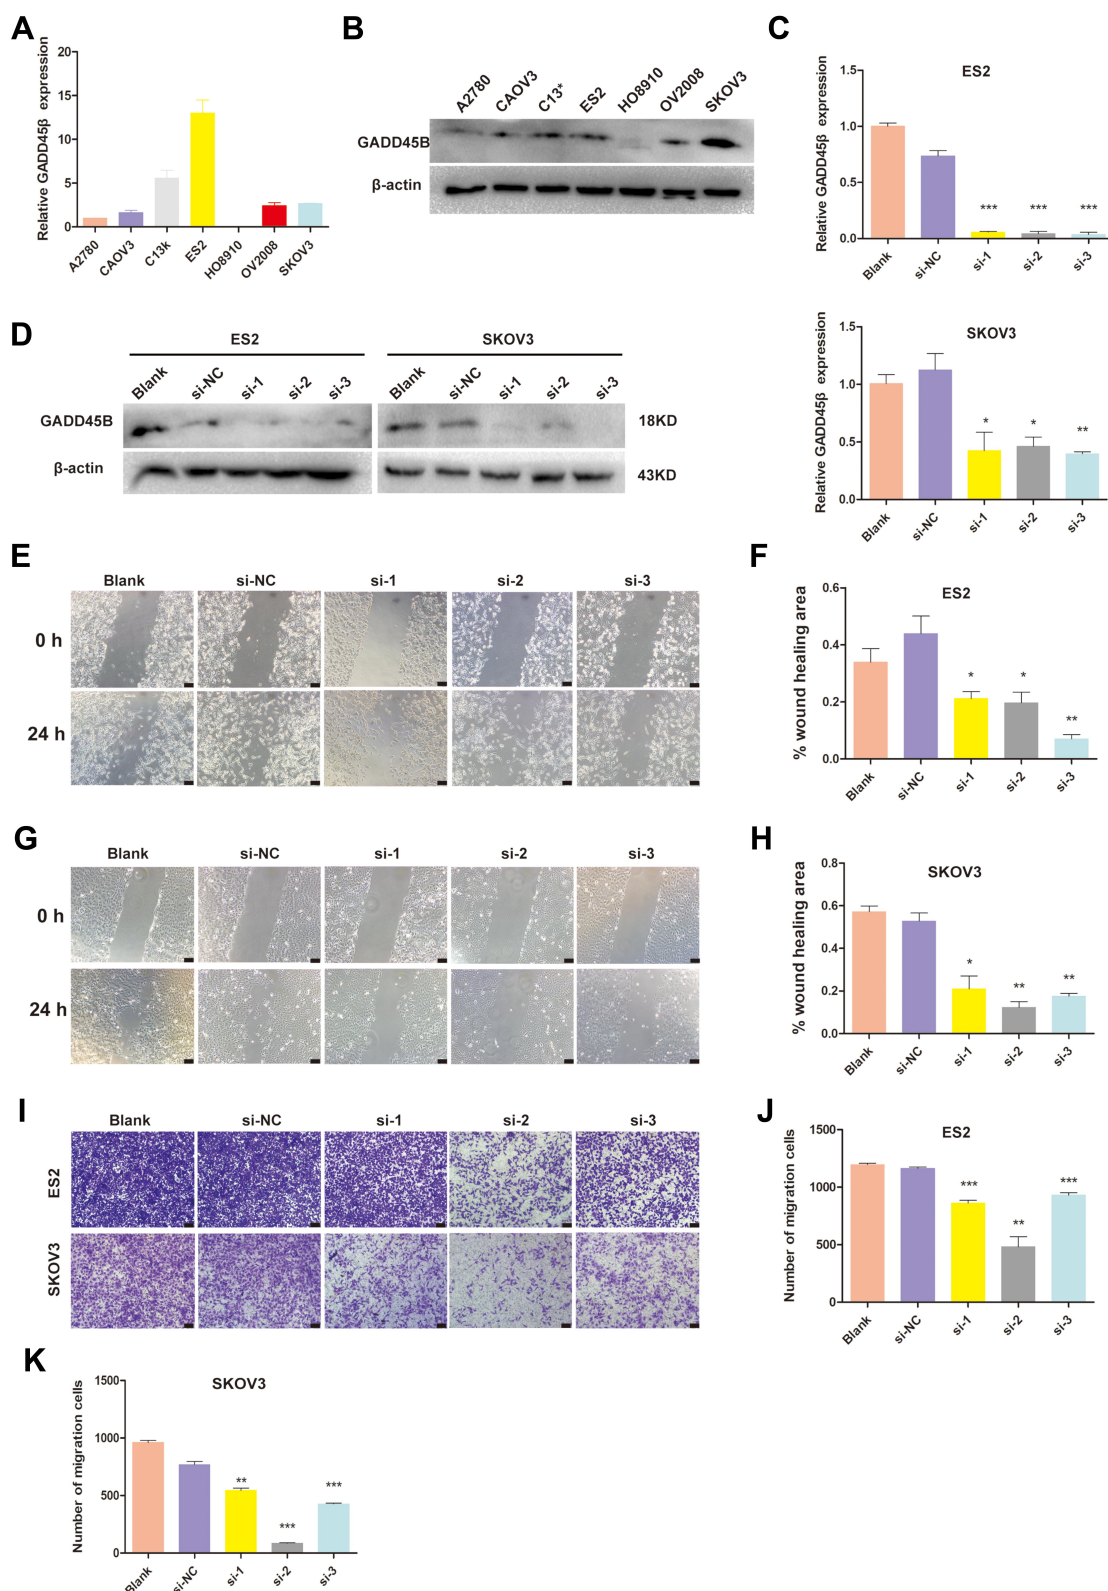 A
Relative GADD45β expression
20
15
10
5
0
A2780
CAOV3
C13k
ES2
HO8910
OV2008
SKOV3
B
A2780
CAOV3
C13*
ES2
HO8910
OV2008
SKOV3
GADD45B
β-actin
C
ES2
Relative GADD45β expression
1.5
1.0
0.5
0.0
***
***
***
Blank
si-NC
si-1
si-2
si-3
SKOV3
Relative GADD45β expression
1.5
1.0
0.5
0.0
*
*
**
Blank
si-NC
si-1
si-2
si-3
D
ES2
SKOV3
Blank
si-NC
si-1
si-2
si-3
Blank
si-NC
si-1
si-2
si-3
GADD45B
18KD
β-actin
43KD
E
Blank
si-NC
si-1
si-2
si-3
0 h
24 h
F
ES2
% wound healing area
0.6
0.4
0.2
0.0
*
*
**
Blank
si-NC
si-1
si-2
si-3
G
Blank
si-NC
si-1
si-2
si-3
0 h
24 h
H
SKOV3
% wound healing area
0.8
0.6
0.4
0.2
0.0
*
**
**
Blank
si-NC
si-1
si-2
si-3
I
Blank
si-NC
si-1
si-2
si-3
ES2
SKOV3
J
ES2
Number of migration cells
1500
1000
500
0
***
**
***
Blank
si-NC
si-1
si-2
si-3
K
SKOV3
Number of migration cells
1500
1000
500
0
**
***
***
Blank
si-NC
si-1
si-2
si-3